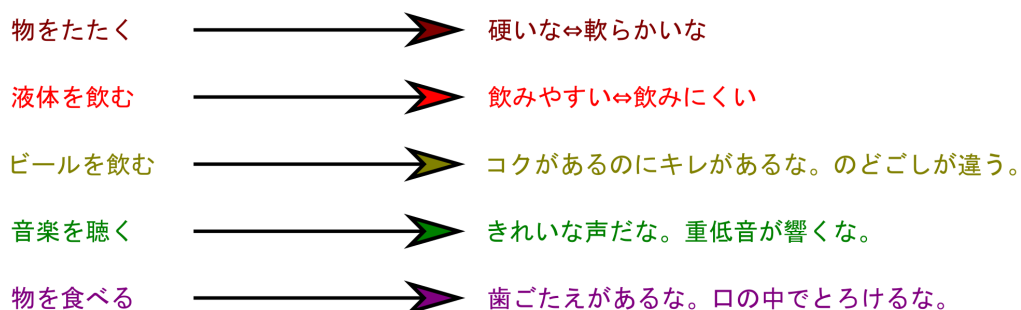 物をたたく 硬いな⇔軟らかいな
液体を飲む 飲みやすい⇔飲みにくい
ビールを飲む コクがあるのにキレがあるな。のどごしが違う。
音楽を聴く きれいな声だな。重低音が響くな。
物を食べる 歯ごたえがあるな。口の中でとろけるな。